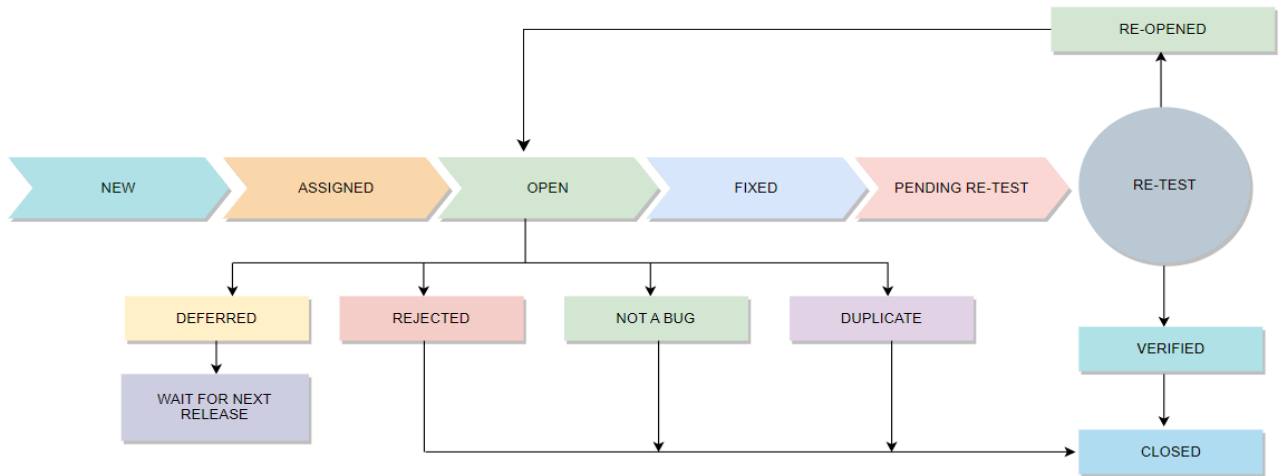 RE-OPENED
NEW
ASSIGNED
OPEN
FIXED
PENDING RE-TEST
RE-TEST
DEFERRED
REJECTED
NOT A BUG
DUPLICATE
VERIFIED
WAIT FOR NEXT
RELEASE
CLOSED